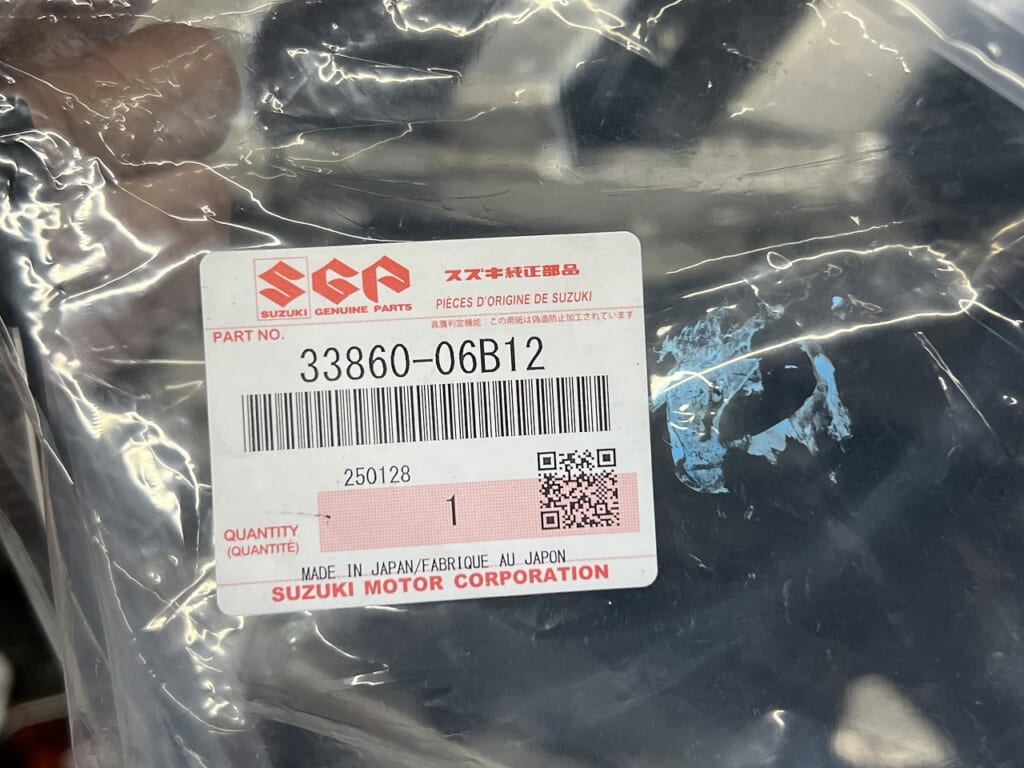 SGP
SUZUKI GENUINE PARTS
スズキ純正部品
PIÈCES D'ORIGINE DE SUZUKI
真贋判定機能:この用紙は偽造防止加工されています
PART NO.
33860-06B12
250128
QUANTITY
(QUANTITÉ)
1
MADE IN JAPAN/FABRIQUE AU JAPON
SUZUKI MOTOR CORPORATION